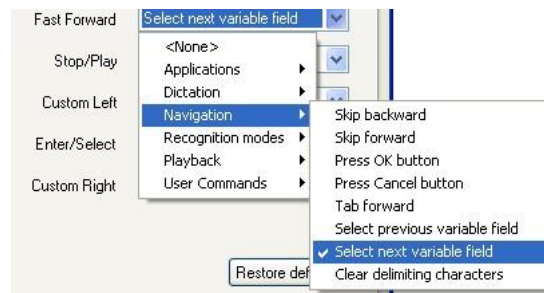 Fast Forward
Select next variable field
Stop/Play
Custom Left
Enter/Select
Custom Right
<None>
Applications
Dictation
Navigation
Recognition modes
Playback
User Commands
Skip backward
Skip forward
Press OK button
Press Cancel button
Tab forward
Select previous variable field
Select next variable field
Clear delimiting characters
Restore def